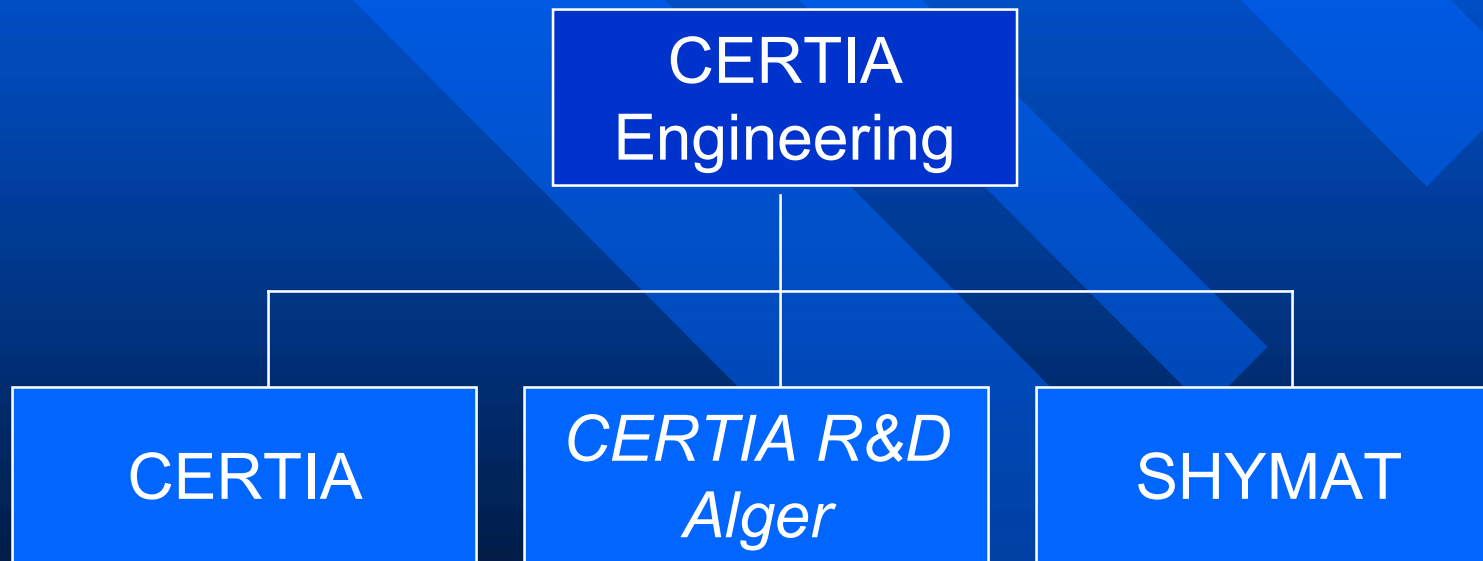 CERTIA
Engineering
CERTIA
CERTIA R&D
Alger
SHYMAT